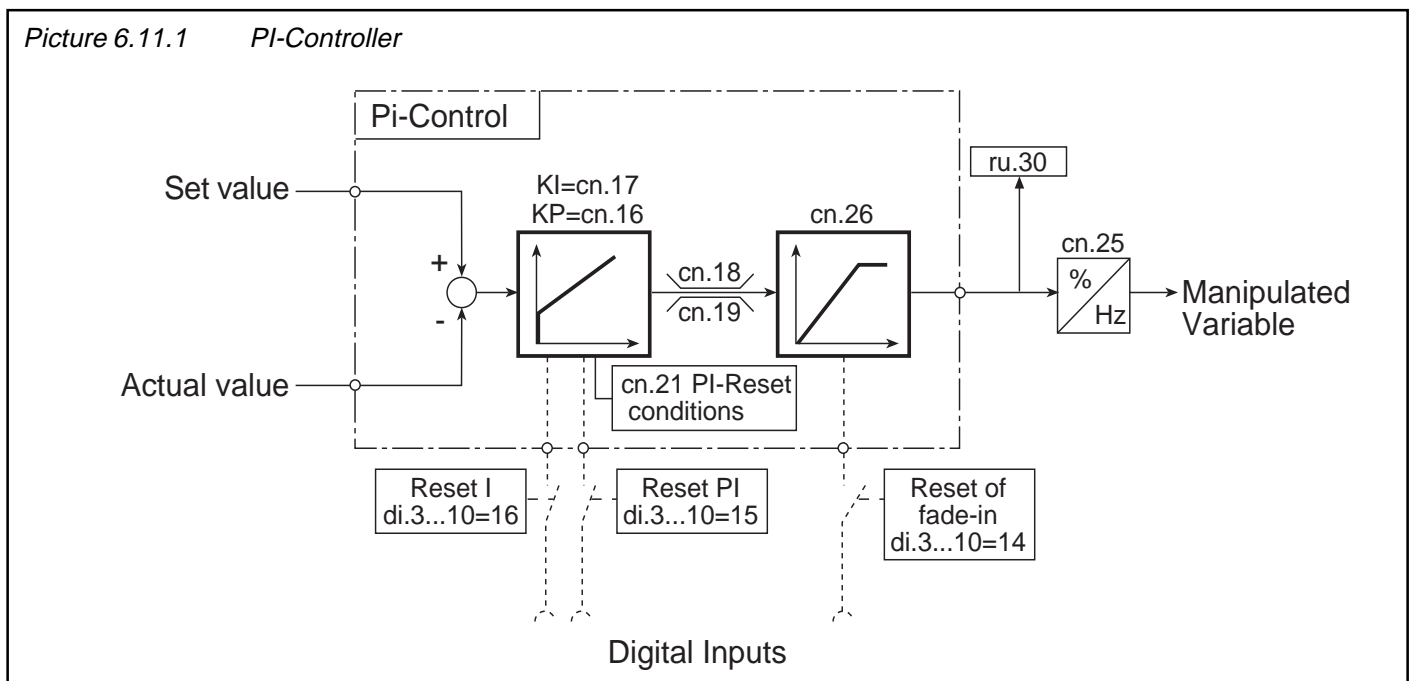 Picture 6.11.1 PI-Controller
Pi-Control
Set value
Actual value
+
-
KI=cn.17
KP=cn.16
cn.18
cn.19
cn.26
ru.30
cn.25
%
Hz
Manipulated
Variable
cn.21 PI-Reset
conditions
Reset I
di.3...10=16
Reset PI
di.3...10=15
Reset of
fade-in
di.3...10=14
Digital Inputs